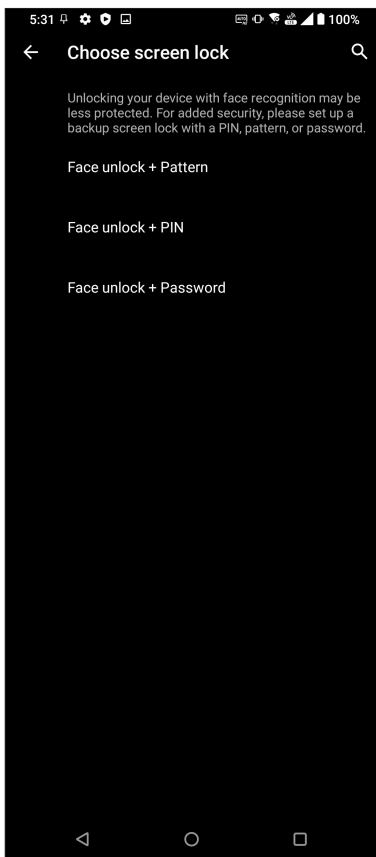 5:31 100%
Choose screen lock
Unlocking your device with face recognition may be
less protected. For added security, please set up a
backup screen lock with a PIN, pattern, or password.
Face unlock + Pattern
Face unlock + PIN
Face unlock + Password